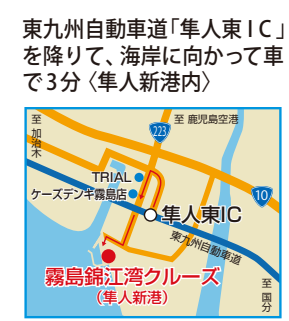 東九州自動車道「隼人東IC」
を降りて、海岸に向かって車
で3分〈隼人新港内〉
至 加治木
至 鹿児島空港
223
TRIAL
ケーズデンキ霧島店
10
隼人東IC
東九州自動車道
霧島錦江湾クルーズ
（隼人新港）
至 国分